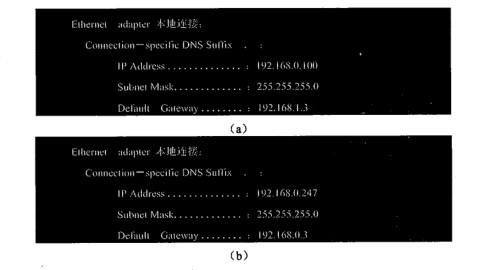 Ethernet adapter 本地连接:
Connection-specific DNS Suffix . :
IP Address............. : 192.168.0.100
Subnet Mask............ : 255.255.255.0
Default Gateway........ : 192.168.1.3
(a)
Ethernet adapter 本地连接:
Connection-specific DNS Suffix . :
IP Address............. : 192.168.0.247
Subnet Mask............ : 255.255.255.0
Default Gateway........ : 192.168.0.3
(b)